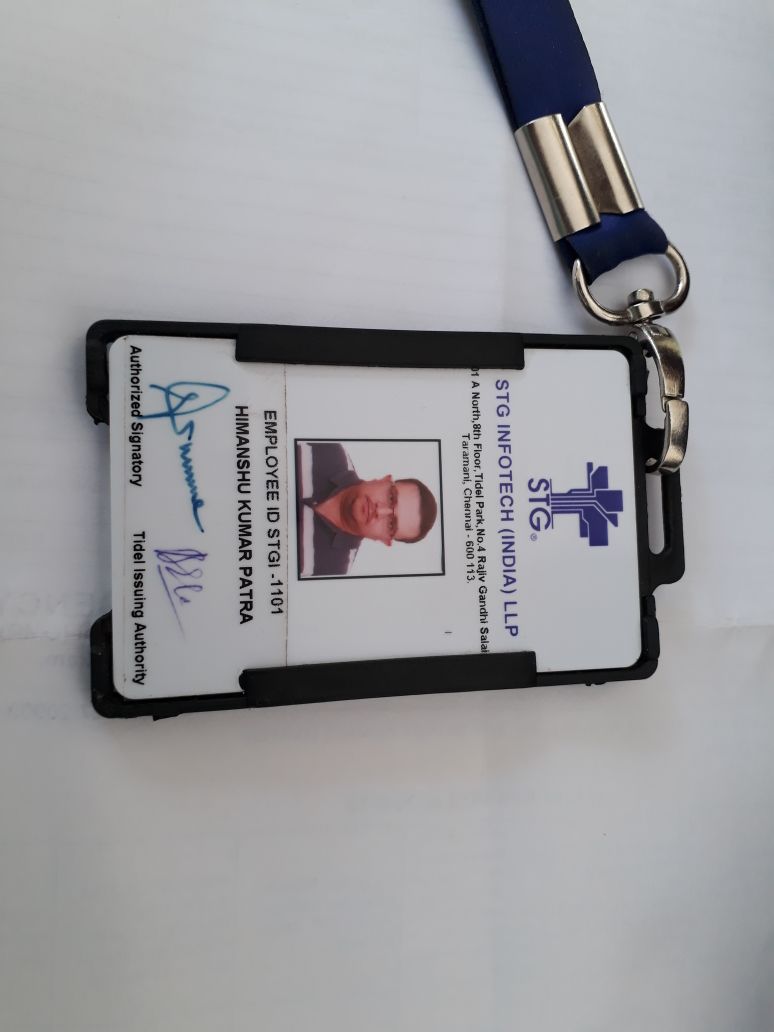 STG®
STG INFOTECH (INDIA) LLP
01 A North,8th Floor,Tidel Park,No.4 Rajiv Gandhi Salai
Taramani, Chennai - 600 113.
EMPLOYEE ID STGI -1101
HIMANSHU KUMAR PATRA
Authorized Signatory Tidel Issuing Authority